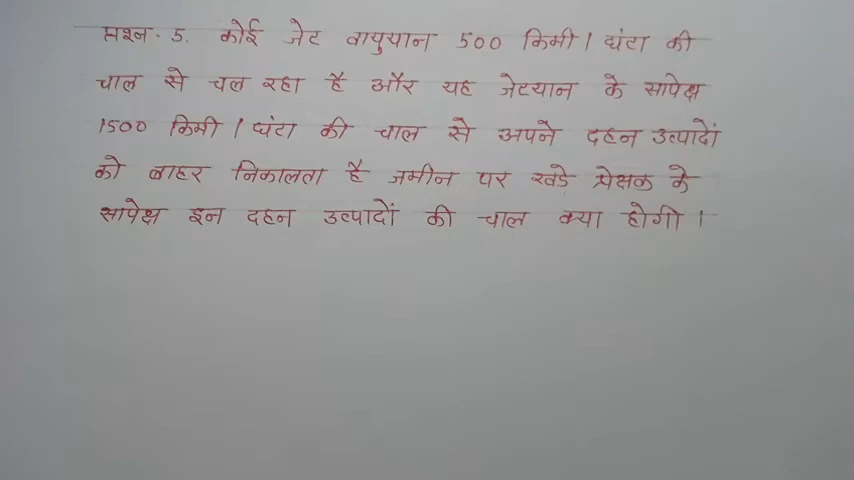 प्रश्न- 5. कोई जेट वायुयान 500 किमी / घंटा की
चाल से चल रहा है और यह जेटयान के सापेक्ष
1500 किमी / घंटा की चाल से अपने दहन उत्पादों
को बाहर निकालता है जमीन पर खडे प्रेक्षक के
सापेक्ष इन दहन उत्पादों की चाल क्या होगी ।